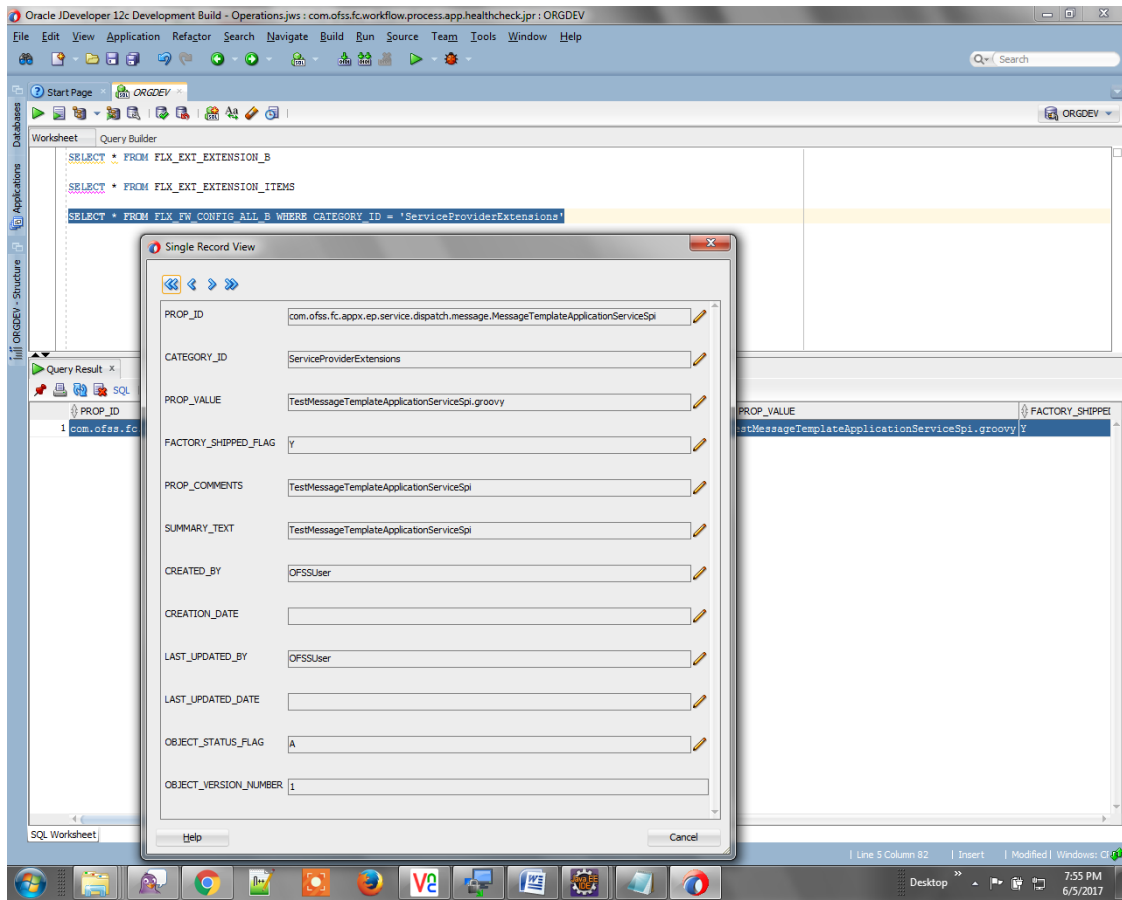 Oracle JDeveloper 12c Development Build - Operations.jws : com.ofss.fc.workflow.process.app.healthcheck.jpr : ORGDEV
File Edit View Application Refactor Search Navigate Build Run Source Team Tools Window Help
Search
Start Page ORGDEV
ORGDEV
Databases
Applications
ORGDEV - Structure
Worksheet Query Builder
SELECT * FROM FLX_EXT_EXTENSION_B
SELECT * FROM FLX_EXT_EXTENSION_ITEMS
SELECT * FROM FLX_FW_CONFIG_ALL_B WHERE CATEGORY_ID = 'ServiceProviderExtensions'
Single Record View
PROP_ID com.ofss.fc.appx.ep.service.dispatch.message.MessageTemplateApplicationServiceSpi
CATEGORY_ID ServiceProviderExtensions
PROP_VALUE TestMessageTemplateApplicationServiceSpi.groovy
FACTORY_SHIPPED_FLAG Y
PROP_COMMENTS TestMessageTemplateApplicationServiceSpi
SUMMARY_TEXT TestMessageTemplateApplicationServiceSpi
CREATED_BY OFSSUser
CREATION_DATE
LAST_UPDATED_BY OFSSUser
LAST_UPDATED_DATE
OBJECT_STATUS_FLAG A
OBJECT_VERSION_NUMBER 1
Help Cancel
Query Result
SQL
PROP_ID PROP_VALUE FACTORY_SHIPPE
1 com.ofss.fc estMessageTemplateApplicationServiceSpi.groovy Y
SQL Worksheet
Line 5 Column 82 Insert Modified Windows: C
Desktop
7:55 PM
6/5/2017